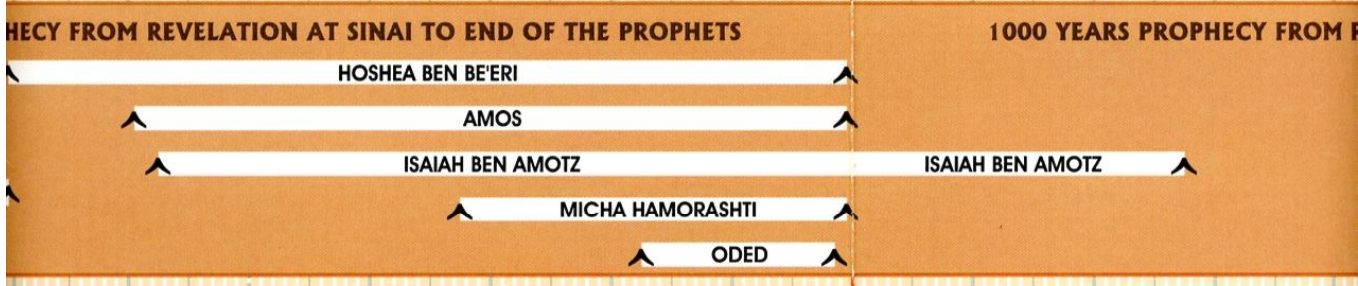 HECY FROM REVELATION AT SINAI TO END OF THE PROPHETS 1000 YEARS PROPHECY FROM
HOSHEA BEN BE'ERI
AMOS
ISAIAH BEN AMOTZ ISAIAH BEN AMOTZ
MICHA HAMORASHTI
ODED